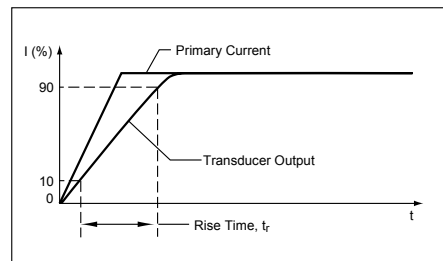 I (%)
Primary Current
90
Transducer Output
10
0
t
Rise Time, tr